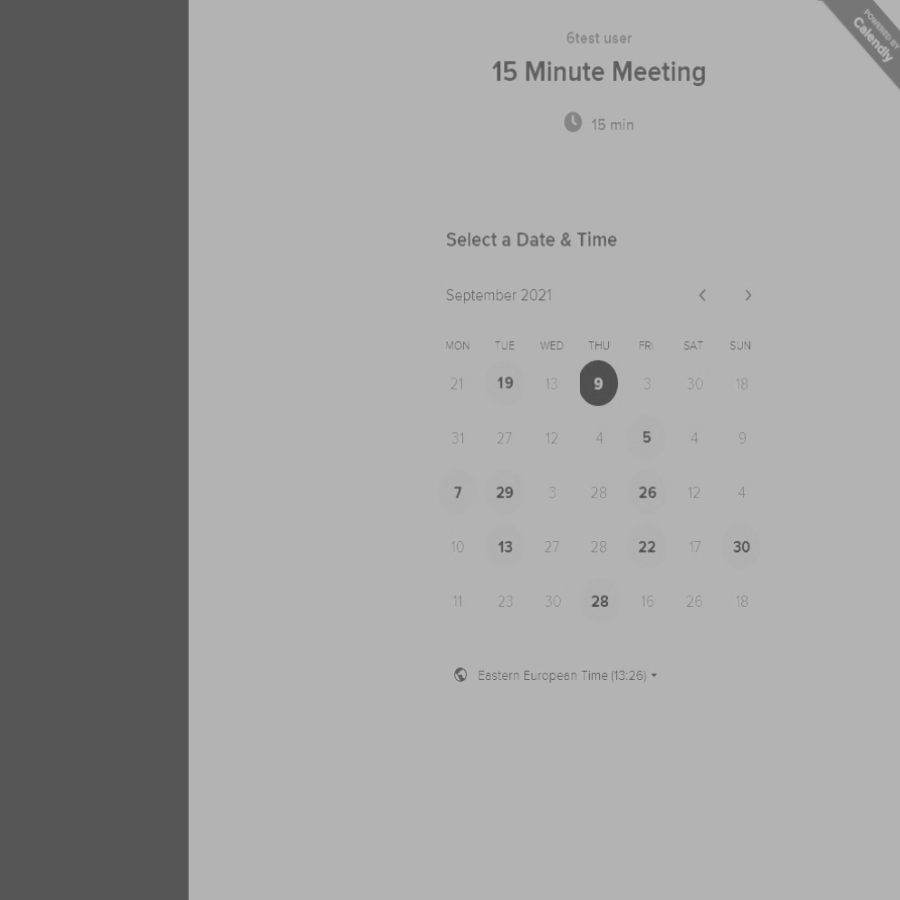 POWERED BY
Calendly
6test user
15 Minute Meeting
15 min
Select a Date & Time
September 2021
MON TUE WED THU FRI SAT SUN
21 19 13 9 3 30 18
31 27 12 4 5 4 9
7 29 3 28 26 12 4
10 13 27 28 22 17 30
11 23 30 28 16 26 18
Eastern European Time (13:26)